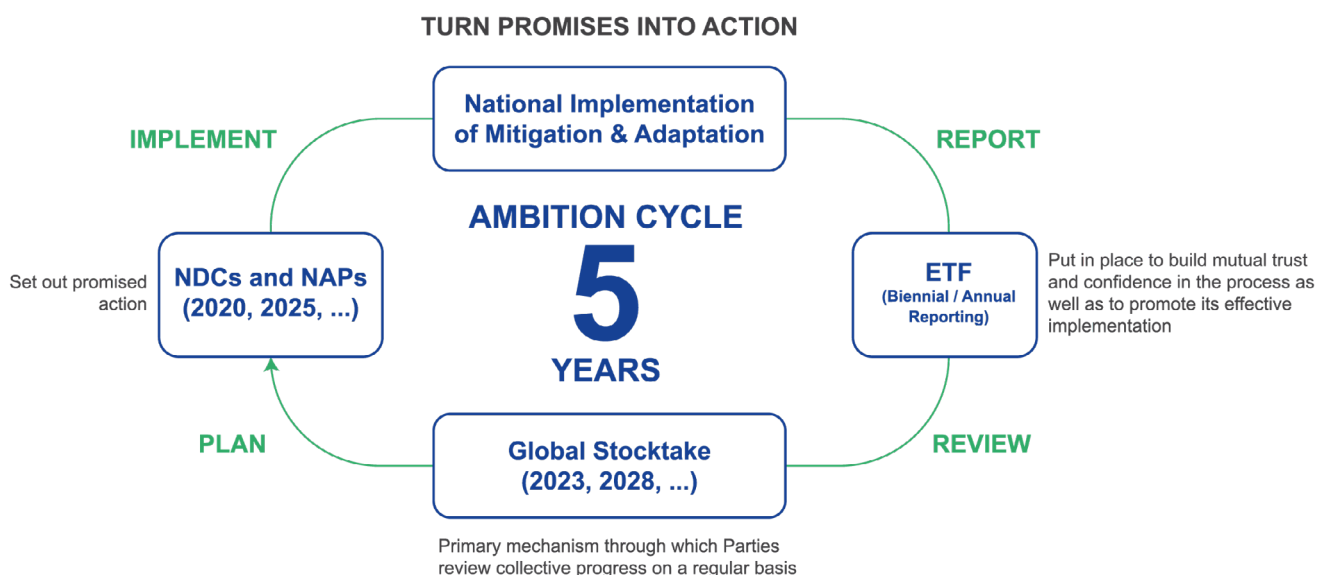 TURN PROMISES INTO ACTION
National Implementation
of Mitigation & Adaptation
IMPLEMENT
REPORT
AMBITION CYCLE
5
YEARS
NDCs and NAPs
(2020, 2025, ...)
Set out promised
action
ETF
(Biennial / Annual
Reporting)
Put in place to build mutual trust
and confidence in the process as
well as to promote its effective
implementation
PLAN
REVIEW
Global Stocktake
(2023, 2028, ...)
Primary mechanism through which Parties
review collective progress on a regular basis